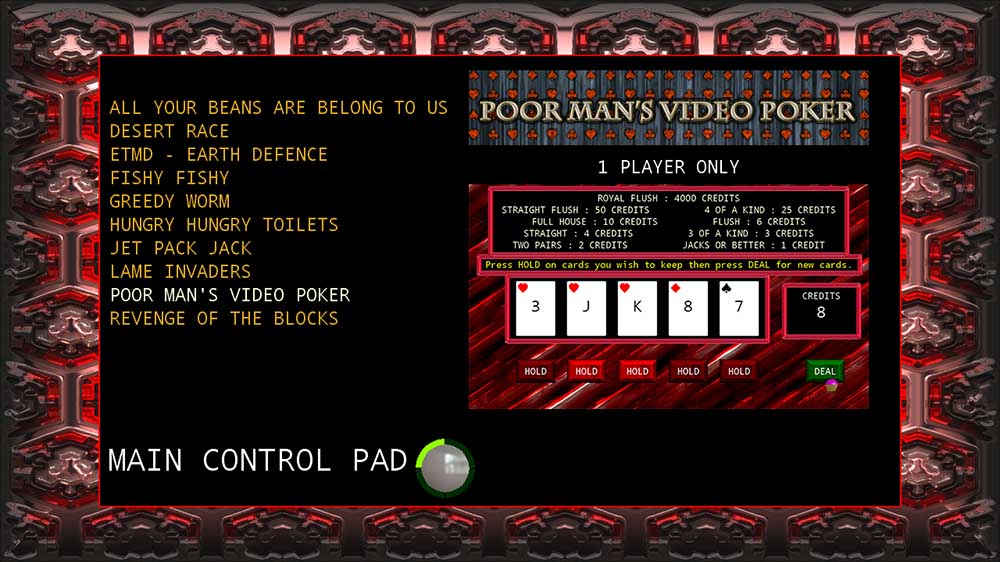 ALL YOUR BEANS ARE BELONG TO US
DESERT RACE
ETMD - EARTH DEFENCE
FISHY FISHY
GREEDY WORM
HUNGRY HUNGRY TOILETS
JET PACK JACK
LAME INVADERS
POOR MAN'S VIDEO POKER
REVENGE OF THE BLOCKS
MAIN CONTROL PAD
POOR MAN'S VIDEO POKER
1 PLAYER ONLY
ROYAL FLUSH : 4000 CREDITS
STRAIGHT FLUSH : 50 CREDITS 4 OF A KIND : 25 CREDITS
FULL HOUSE : 10 CREDITS FLUSH : 6 CREDITS
STRAIGHT : 4 CREDITS 3 OF A KIND : 3 CREDITS
TWO PAIRS : 2 CREDITS JACKS OR BETTER : 1 CREDIT
Press HOLD on cards you wish to keep then press DEAL for new cards.
3 J K 8 7
CREDITS
8
HOLD HOLD HOLD HOLD HOLD DEAL